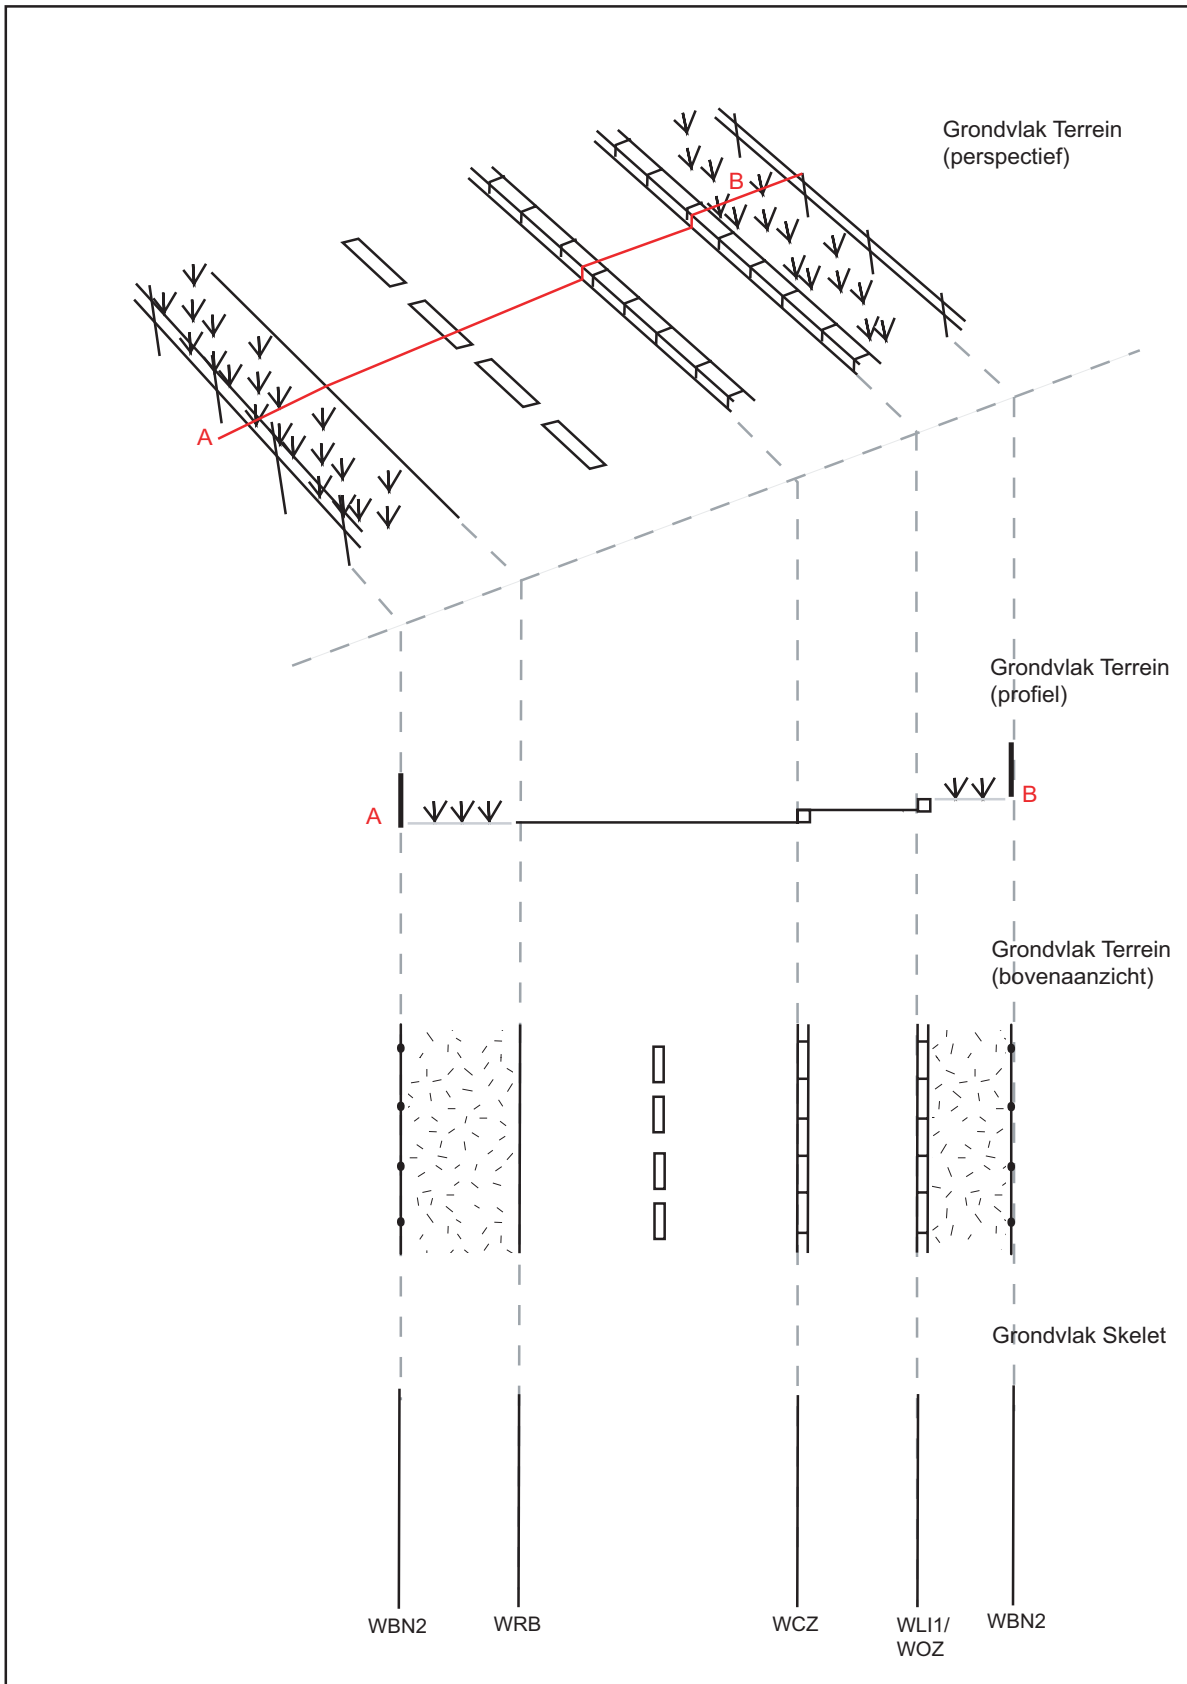 Grondvlak Terrein
(perspectief)
B
A
Grondvlak Terrein
(profiel)
A
B
Grondvlak Terrein
(bovenaanzicht)
Grondvlak Skelet
WBN2
WRB
WCZ
WLI1/
WOZ
WBN2